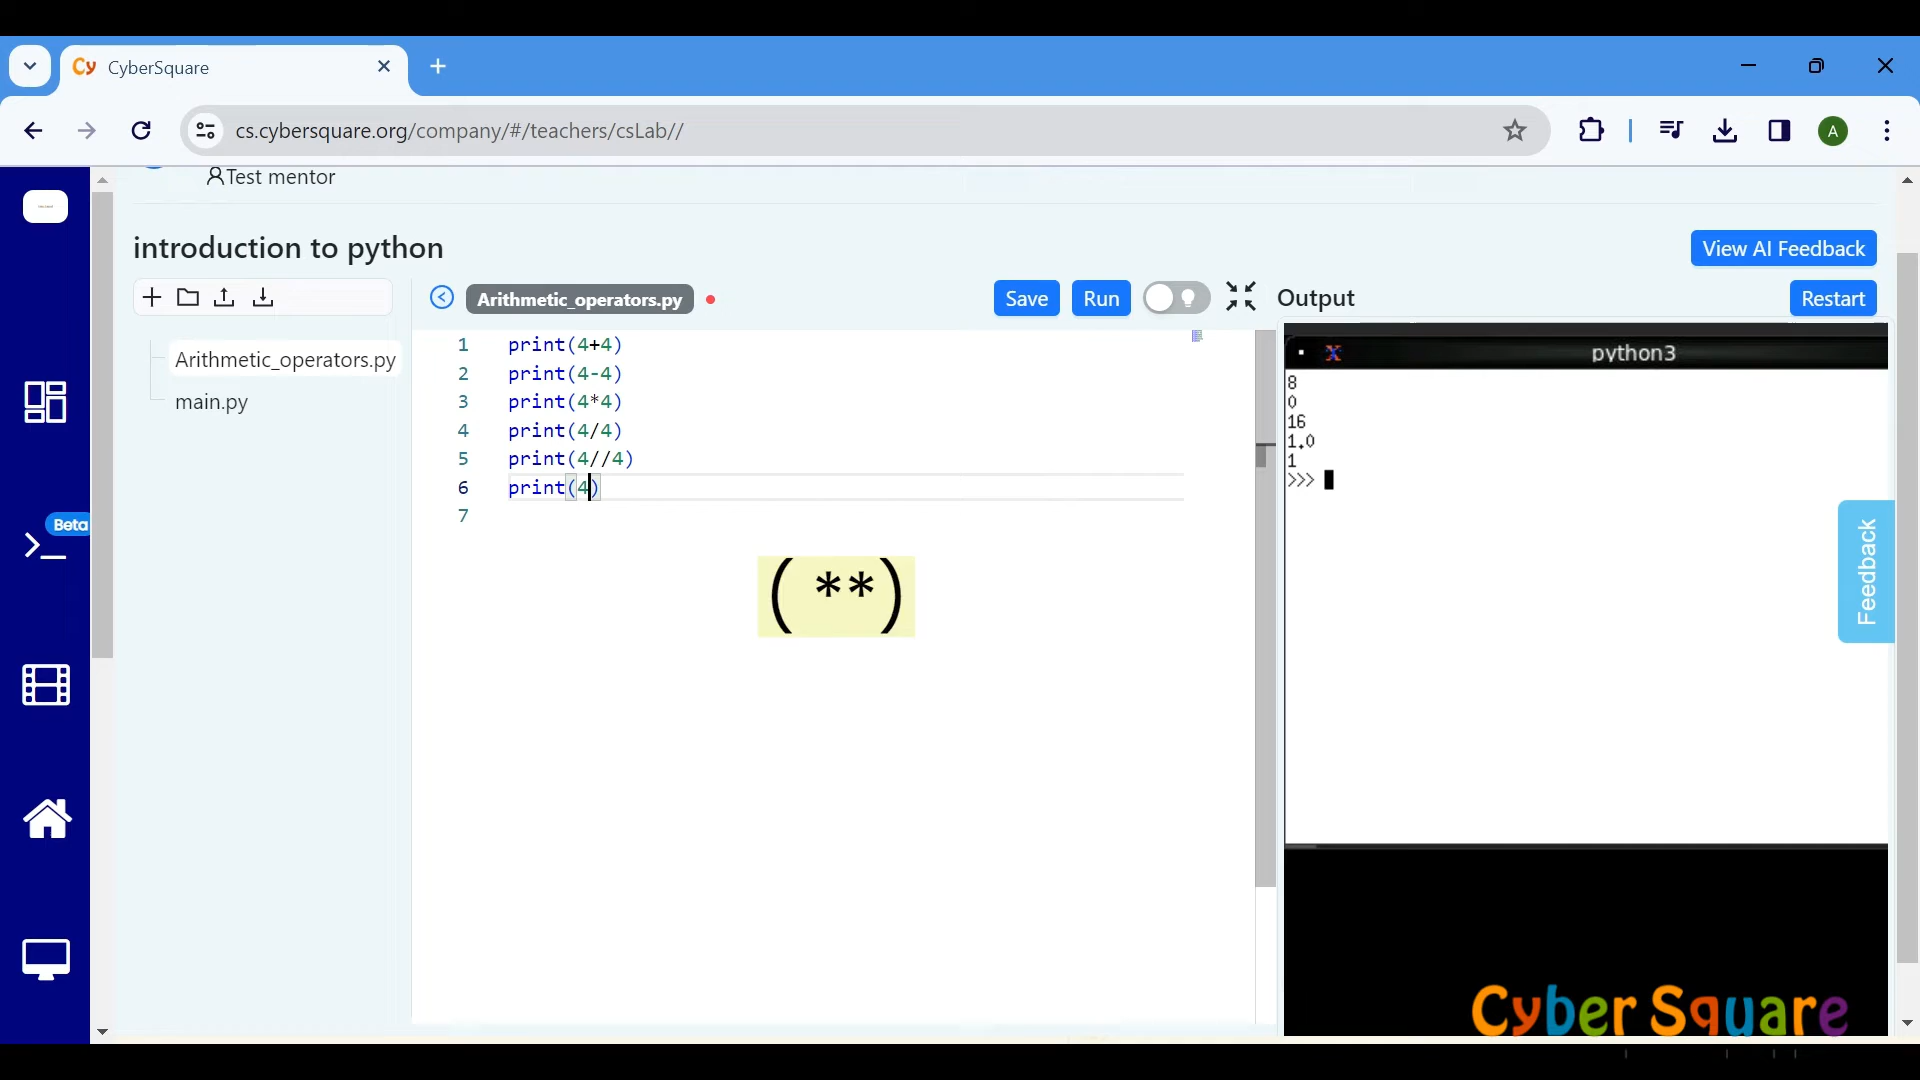 Cy CyberSquare
cs.cybersquare.org/company/#/teachers/csLab//
A
Test mentor
introduction to python
View AI Feedback
Arithmetic_operators.py
Save
Run
Output
Restart
Arithmetic_operators.py
main.py
Beta
1 print(4+4)
2 print(4-4)
3 print(4*4)
4 print(4/4)
5 print(4//4)
6 print(4)
7
( **)
python3
8
0
16
1.0
1
>>>
Feedback
Cyber Square